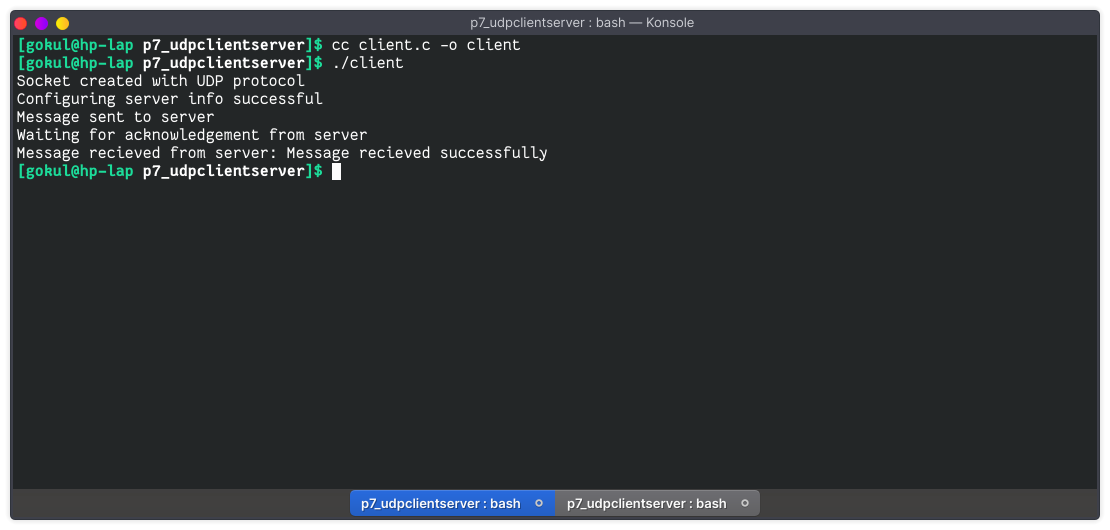 p7_udpclientserver : bash — Konsole
[gokul@hp-lap p7_udpclientserver]$ cc client.c -o client
[gokul@hp-lap p7_udpclientserver]$ ./client
Socket created with UDP protocol
Configuring server info successful
Message sent to server
Waiting for acknowledgement from server
Message recieved from server: Message recieved successfully
[gokul@hp-lap p7_udpclientserver]$
p7_udpclientserver : bash p7_udpclientserver : bash